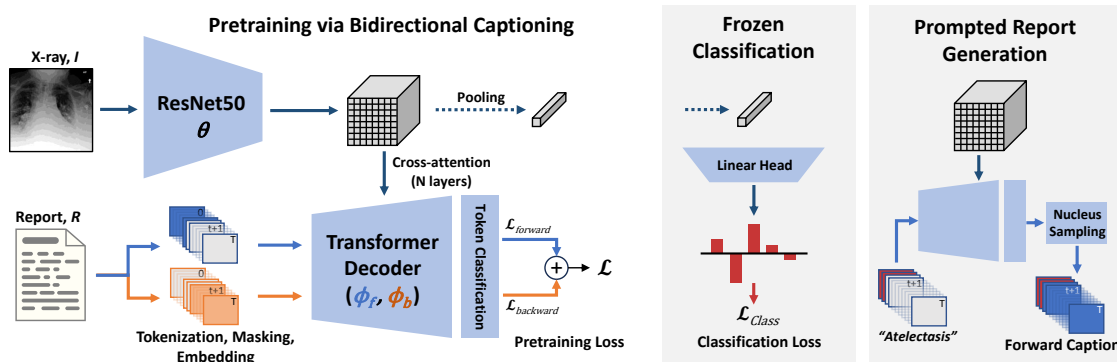 Pretraining via Bidirectional Captioning
X-ray, I
ResNet50
θ
Pooling
Cross-attention
(N layers)
Report, R
0
t+1
T
0
t+1
T
Tokenization, Masking,
Embedding
Transformer
Decoder
(ϕf, ϕb)
Token Classification
ℒforward
ℒbackward
+
ℒ
Pretraining Loss
Frozen
Classification
Linear Head
ℒClass
Classification Loss
Prompted Report
Generation
Nucleus
Sampling
t+1
T
"Atelectasis"
t+1
T
Forward Caption